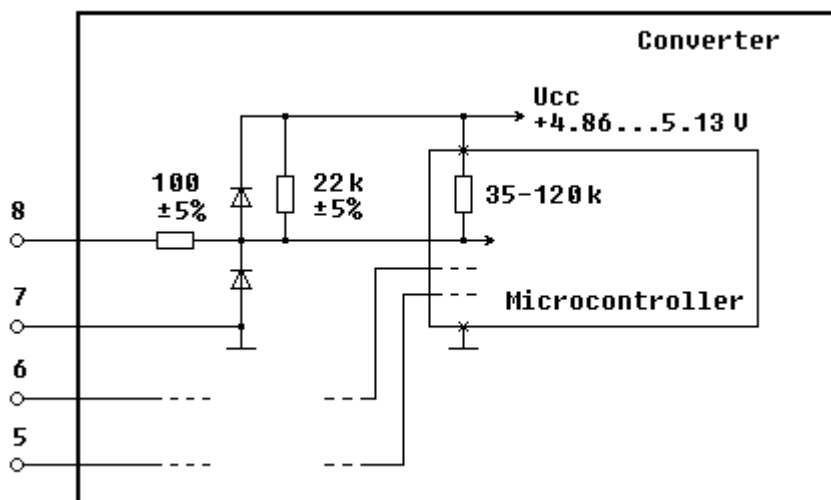 Converter
Ucc
+4.86...5.13 V
100
±5%
22k
±5%
35-120k
8
7
Microcontroller
6
5